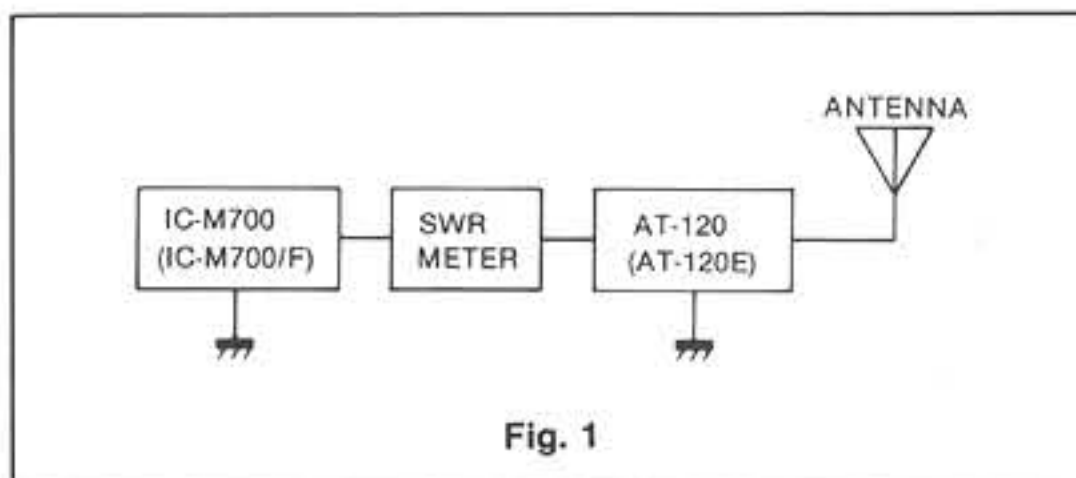 ANTENNA
IC-M700
(IC-M700/F)
SWR
METER
AT-120
(AT-120E)
Fig. 1